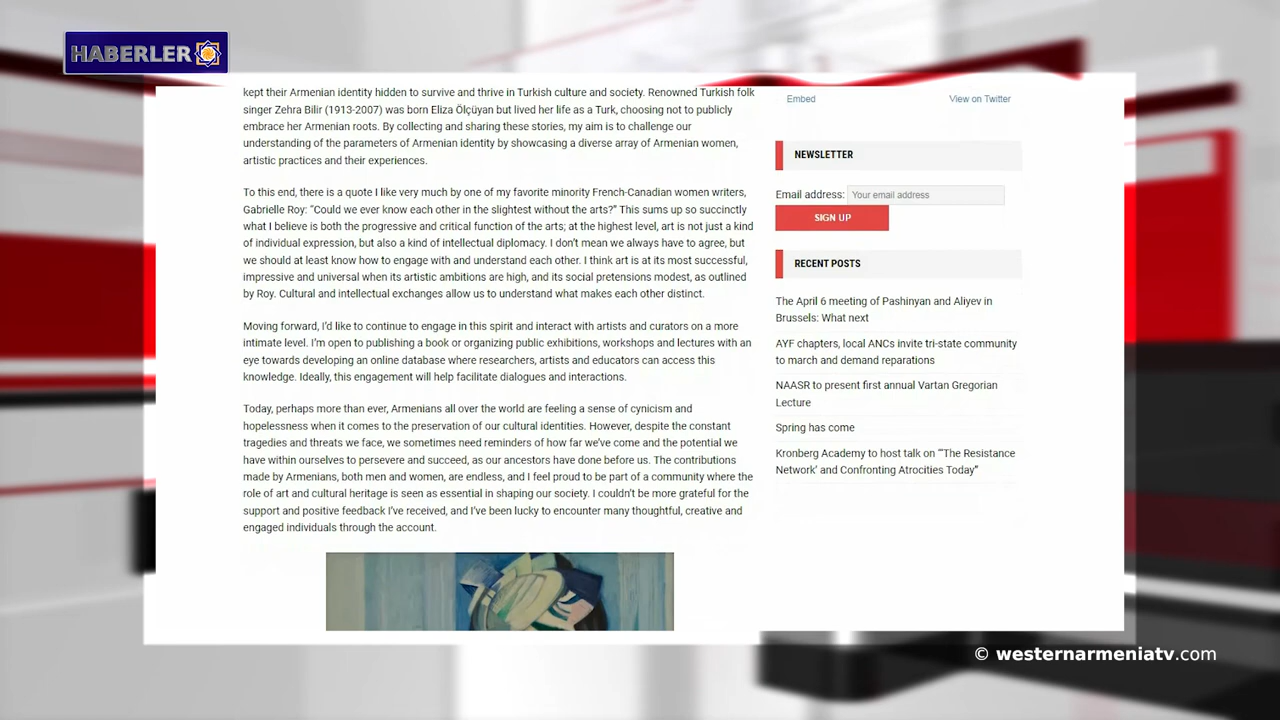 HABERLER
kept their Armenian identity hidden to survive and thrive in Turkish culture and society. Renowned Turkish folk
singer Zehra Bilir (1913-2007) was born Eliza Ölçüyan but lived her life as a Turk, choosing not to publicly
embrace her Armenian roots. By collecting and sharing these stories, my aim is to challenge our
understanding of the parameters of Armenian identity by showcasing a diverse array of Armenian women,
artistic practices and their experiences.
To this end, there is a quote I like very much by one of my favorite minority French-Canadian women writers,
Gabrielle Roy: “Could we ever know each other in the slightest without the arts?” This sums up so succinctly
what I believe is both the progressive and critical function of the arts; at the highest level, art is not just a kind
of individual expression, but also a kind of intellectual diplomacy. I don’t mean we always have to agree, but
we should at least know how to engage with and understand each other. I think art is at its most successful,
impressive and universal when its artistic ambitions are high, and its social pretensions modest, as outlined
by Roy. Cultural and intellectual exchanges allow us to understand what makes each other distinct.
Moving forward, I’d like to continue to engage in this spirit and interact with artists and curators on a more
intimate level. I’m open to publishing a book or organizing public exhibitions, workshops and lectures with an
eye towards developing an online database where researchers, artists and educators can access this
knowledge. Ideally, this engagement will help facilitate dialogues and interactions.
Today, perhaps more than ever, Armenians all over the world are feeling a sense of cynicism and
hopelessness when it comes to the preservation of our cultural identities. However, despite the constant
tragedies and threats we face, we sometimes need reminders of how far we’ve come and the potential we
have within ourselves to persevere and succeed, as our ancestors have done before us. The contributions
made by Armenians, both men and women, are endless, and I feel proud to be part of a community where the
role of art and cultural heritage is seen as essential in shaping our society. I couldn’t be more grateful for the
support and positive feedback I’ve received, and I’ve been lucky to encounter many thoughtful, creative and
engaged individuals through the account.
Embed
View on Twitter
NEWSLETTER
Email address: Your email address
SIGN UP
RECENT POSTS
The April 6 meeting of Pashinyan and Aliyev in
Brussels: What next
AYF chapters, local ANCs invite tri-state community
to march and demand reparations
NAASR to present first annual Vartan Gregorian
Lecture
Spring has come
Kronberg Academy to host talk on “‘The Resistance
Network’ and Confronting Atrocities Today”
© westernarmeniatv.com